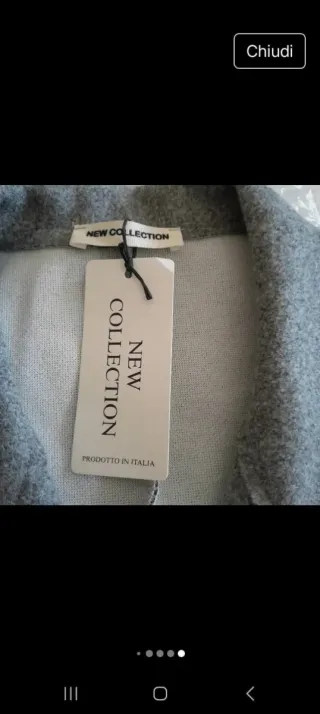 Chiudi
NEW COLLECTION
NEW
COLLECTION
PRODOTTO IN ITALIA